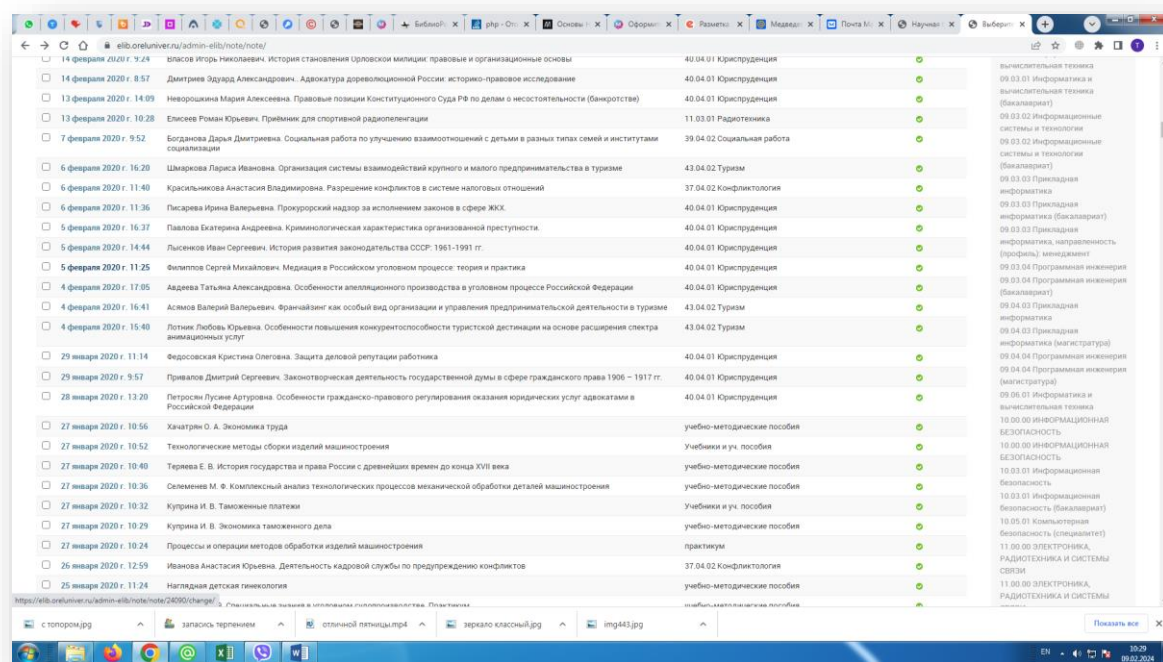 БиблиоРу
php - Отп
Основы
Оформит
Разметка
Медведе
Почта Ma
Научная
Выберит
elib.oreluniver.ru/admin-elib/note/note/
14 февраля 2020 г. 9:24 Власов Игорь Николаевич. История становления Орловской милиции: правовые и организационные основы 40.04.01 Юриспруденция
14 февраля 2020 г. 8:57 Дмитриев Эдуард Александрович.. Адвокатура дореволюционной России: историко-правовое исследование 40.04.01 Юриспруденция
13 февраля 2020 г. 14:09 Неворошкина Мария Алексеевна. Правовые позиции Конституционного Суда РФ по делам о несостоятельности (банкротстве) 40.04.01 Юриспруденция
13 февраля 2020 г. 10:28 Елисеев Роман Юрьевич. Приёмник для спортивной радиопеленгации 11.03.01 Радиотехника
7 февраля 2020 г. 9:52 Богданова Дарья Дмитриевна. Социальная работа по улучшению взаимоотношений с детьми в разных типах семей и институтами 39.04.02 Социальная работа
социализации
6 февраля 2020 г. 16:20 Шмаркова Лариса Ивановна. Организация системы взаимодействий крупного и малого предпринимательства в туризме 43.04.02 Туризм
6 февраля 2020 г. 11:40 Красильникова Анастасия Владимировна. Разрешение конфликтов в системе налоговых отношений 37.04.02 Конфликтология
6 февраля 2020 г. 11:36 Писарева Ирина Валерьевна. Прокурорский надзор за исполнением законов в сфере ЖКХ. 40.04.01 Юриспруденция
5 февраля 2020 г. 16:37 Павлова Екатерина Андреевна. Криминологическая характеристика организованной преступности. 40.04.01 Юриспруденция
5 февраля 2020 г. 14:44 Лысенков Иван Сергеевич. История развития законодательства СССР: 1961-1991 гг. 40.04.01 Юриспруденция
5 февраля 2020 г. 11:25 Филиппов Сергей Михайлович. Медиация в Российском уголовном процессе: теория и практика 40.04.01 Юриспруденция
4 февраля 2020 г. 17:05 Авдеева Татьяна Александровна. Особенности апелляционного производства в уголовном процессе Российской Федерации 40.04.01 Юриспруденция
4 февраля 2020 г. 16:41 Асямов Валерий Валерьевич. Франчайзинг как особый вид организации и управления предпринимательской деятельности в туризме 43.04.02 Туризм
4 февраля 2020 г. 15:40 Лотник Любовь Юрьевна. Особенности повышения конкурентоспособности туристской дестинации на основе расширения спектра 43.04.02 Туризм
анимационных услуг
29 января 2020 г. 11:14 Федосовская Кристина Олеговна. Защита деловой репутации работника 40.04.01 Юриспруденция
29 января 2020 г. 9:57 Привалов Дмитрий Сергеевич. Законотворческая деятельность государственной думы в сфере гражданского права 1906 – 1917 гг. 40.04.01 Юриспруденция
28 января 2020 г. 13:20 Петросян Лусине Артуровна. Особенности гражданско-правового регулирования оказания юридических услуг адвокатами в 40.04.01 Юриспруденция
Российской Федерации
27 января 2020 г. 10:56 Хачатрян О. А. Экономика труда учебно-методические пособия
27 января 2020 г. 10:52 Технологические методы сборки изделий машиностроения Учебники и уч. пособия
27 января 2020 г. 10:40 Теряева Е. В. История государства и права России с древнейших времен до конца XVII века учебно-методические пособия
27 января 2020 г. 10:36 Селеменев М. Ф. Комплексный анализ технологических процессов механической обработки деталей машиностроения учебно-методические пособия
27 января 2020 г. 10:32 Куприна И. В. Таможенные платежи Учебники и уч. пособия
27 января 2020 г. 10:29 Куприна И. В. Экономика таможенного дела учебно-методические пособия
27 января 2020 г. 10:24 Процессы и операции методов обработки изделий машиностроения практикум
26 января 2020 г. 12:59 Иванова Анастасия Юрьевна. Деятельность кадровой службы по предупреждению конфликтов 37.04.02 Конфликтология
25 января 2020 г. 11:24 Наглядная детская гинекология учебно-методические пособия
Специальные знания в уголовном судопроизводстве. Практикум учебно-методические пособия
https://elib.oreluniver.ru/admin-elib/note/note/24090/change/
вычислительная техника
09.03.01 Информатика и
вычислительная техника
(бакалавриат)
09.03.02 Информационные
системы и технологии
09.03.02 Информационные
системы и технологии
(бакалавриат)
09.03.03 Прикладная
информатика
09.03.03 Прикладная
информатика (бакалавриат)
09.03.03 Прикладная
информатика, направленность
(профиль): менеджмент
09.03.04 Программная инженерия
09.03.04 Программная инженерия
(бакалавриат)
09.04.03 Прикладная
информатика
09.04.03 Прикладная
информатика (магистратура)
09.04.04 Программная инженерия
09.04.04 Программная инженерия
(магистратура)
09.06.01 Информатика и
вычислительная техника
10.00.00 ИНФОРМАЦИОННАЯ
БЕЗОПАСНОСТЬ
10.00.00 ИНФОРМАЦИОННАЯ
БЕЗОПАСНОСТЬ
10.03.01 Информационная
безопасность
10.03.01 Информационная
безопасность (бакалавриат)
10.05.01 Компьютерная
безопасность (специалитет)
11.00.00 ЭЛЕКТРОНИКА,
РАДИОТЕХНИКА И СИСТЕМЫ
СВЯЗИ
11.00.00 ЭЛЕКТРОНИКА,
РАДИОТЕХНИКА И СИСТЕМЫ
с топором.jpg
запасись терпением
отличной пятницы.mp4
зеркало классный.jpg
img443.jpg
Показать все
EN
10:29
09.02.2024